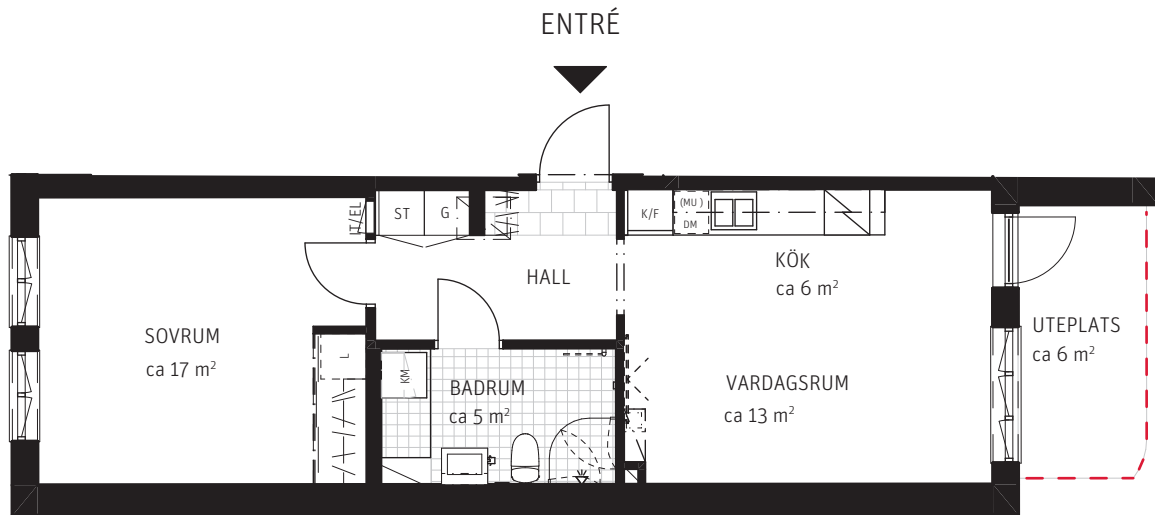 ENTRÉ
IT/EL
ST
G
K/F
(MU)
DM
KÖK
ca 6 m²
HALL
UTEPLATS
ca 6 m²
SOVRUM
ca 17 m²
L
KM
BADRUM
ca 5 m²
VARDAGSRUM
ca 13 m²